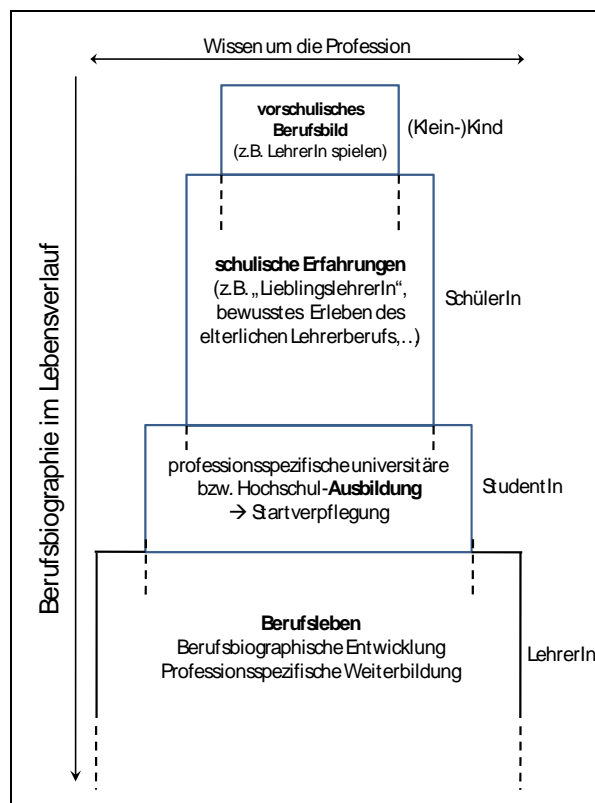 Wissen um die Profession
vorschulisches
Berufsbild
(z.B. LehrerIn spielen)
(Klein-)Kind
schulische Erfahrungen
(z.B. „LieblingslehrerIn“,
bewusstes Erleben des
elterlichen Lehrerberufs,…)
SchülerIn
professionsspezifische universitäre
bzw. Hochschul-Ausbildung
→ Startverpflegung
StudentIn
Berufsleben
Berufsbiographische Entwicklung
Professionsspezifische Weiterbildung
LehrerIn
Berufsbiographie im Lebensverlauf